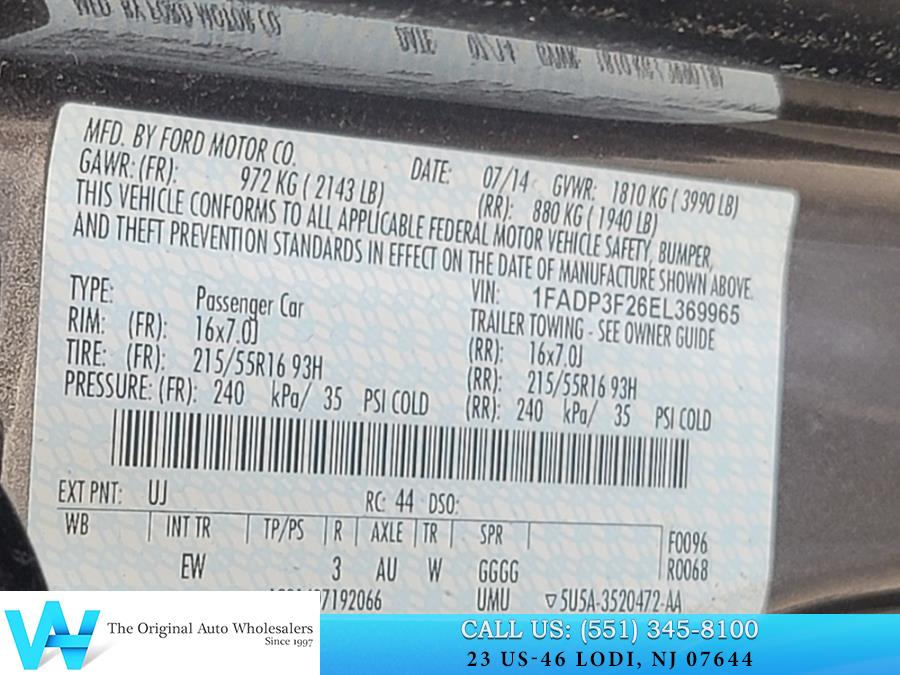 MFD. BY FORD MOTOR CO.
MFD. BY FORD MOTOR CO. DATE: 07/14 GVWR: 1810 KG ( 3990 LB)
GAWR: (FR): 972 KG ( 2143 LB) (RR): 880 KG ( 1940 LB)
THIS VEHICLE CONFORMS TO ALL APPLICABLE FEDERAL MOTOR VEHICLE SAFETY, BUMPER,
AND THEFT PREVENTION STANDARDS IN EFFECT ON THE DATE OF MANUFACTURE SHOWN ABOVE.
VIN: 1FADP3F26EL369965
TYPE: Passenger Car TRAILER TOWING - SEE OWNER GUIDE
RIM: (FR): 16x7.0J (RR): 16x7.0J
TIRE: (FR): 215/55R16 93H (RR): 215/55R16 93H
PRESSURE: (FR): 240 kPa/ 35 PSI COLD (RR): 240 kPa/ 35 PSI COLD
EXT PNT: UJ RC: 44 DSO:
WB INT TR TP/PS R AXLE TR SPR F0096
EW 3 AU W GGGG R0068
UMU ▽5U5A-3520472-AA
W The Original Auto Wholesalers
Since 1997
CALL US: (551) 345-8100
23 US-46 LODI, NJ 07644